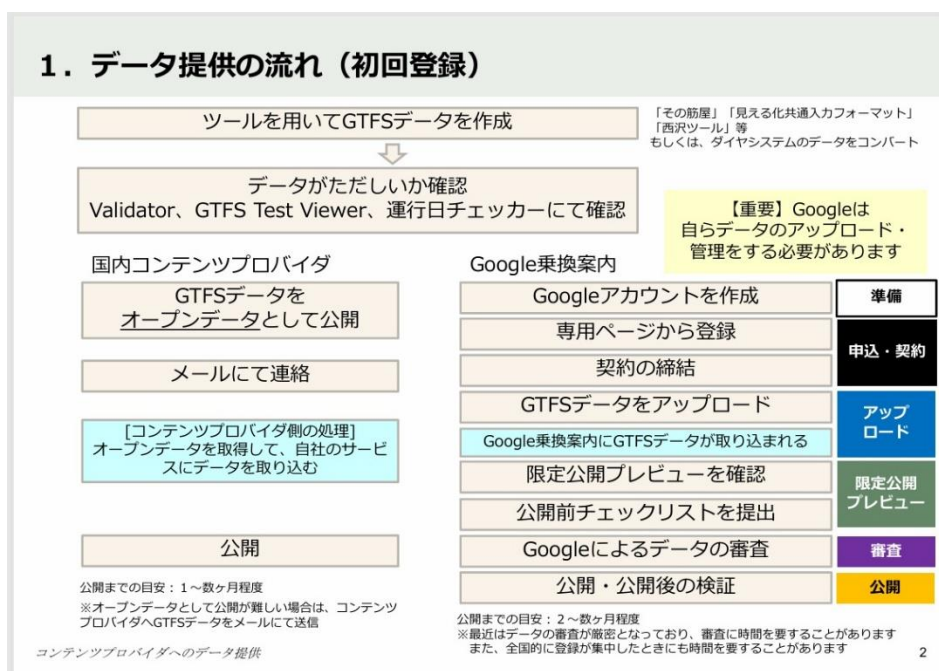 1．データ提供の流れ（初回登録）
ツールを用いてGTFSデータを作成
「その筋屋」「見える化共通入力フォーマット」
「西沢ツール」等
もしくは、ダイヤシステムのデータをコンバート
データがただしいか確認
Validator、GTFS Test Viewer、運行日チェッカーにて確認
【重要】Googleは
自らデータのアップロード・
管理をする必要があります
国内コンテンツプロバイダ
GTFSデータを
オープンデータとして公開
メールにて連絡
[コンテンツプロバイダ側の処理]
オープンデータを取得して、自社のサービ
スにデータを取り込む
公開
公開までの目安：１～数ヶ月程度
※オープンデータとして公開が難しい場合は、コンテンツ
プロバイダへGTFSデータをメールにて送信
Google乗換案内
Googleアカウントを作成
準備
専用ページから登録
契約の締結
申込・契約
GTFSデータをアップロード
Google乗換案内にGTFSデータが取り込まれる
アップ
ロード
限定公開プレビューを確認
公開前チェックリストを提出
限定公開
プレビュー
Googleによるデータの審査
審査
公開・公開後の検証
公開
公開までの目安：２～数ヶ月程度
※最近はデータの審査が厳密となっており、審査に時間を要することがあります
また、全国的に登録が集中したときにも時間を要することがあります
コンテンツプロバイダへのデータ提供
2